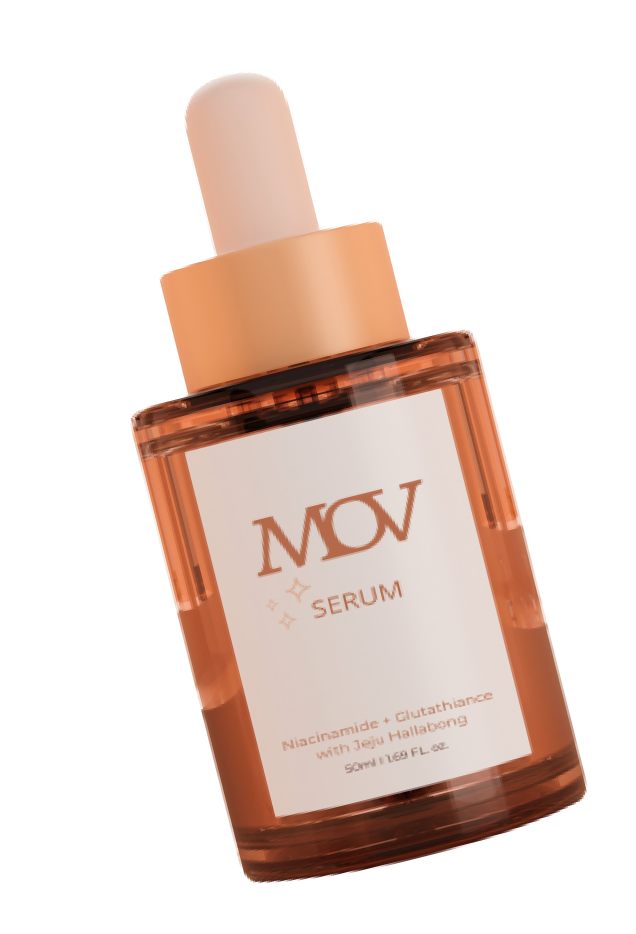 MOV
SERUM
Niacinamide + Glutathiance
with Jeju Hallabong
50ml | 1.69 FL. oz.